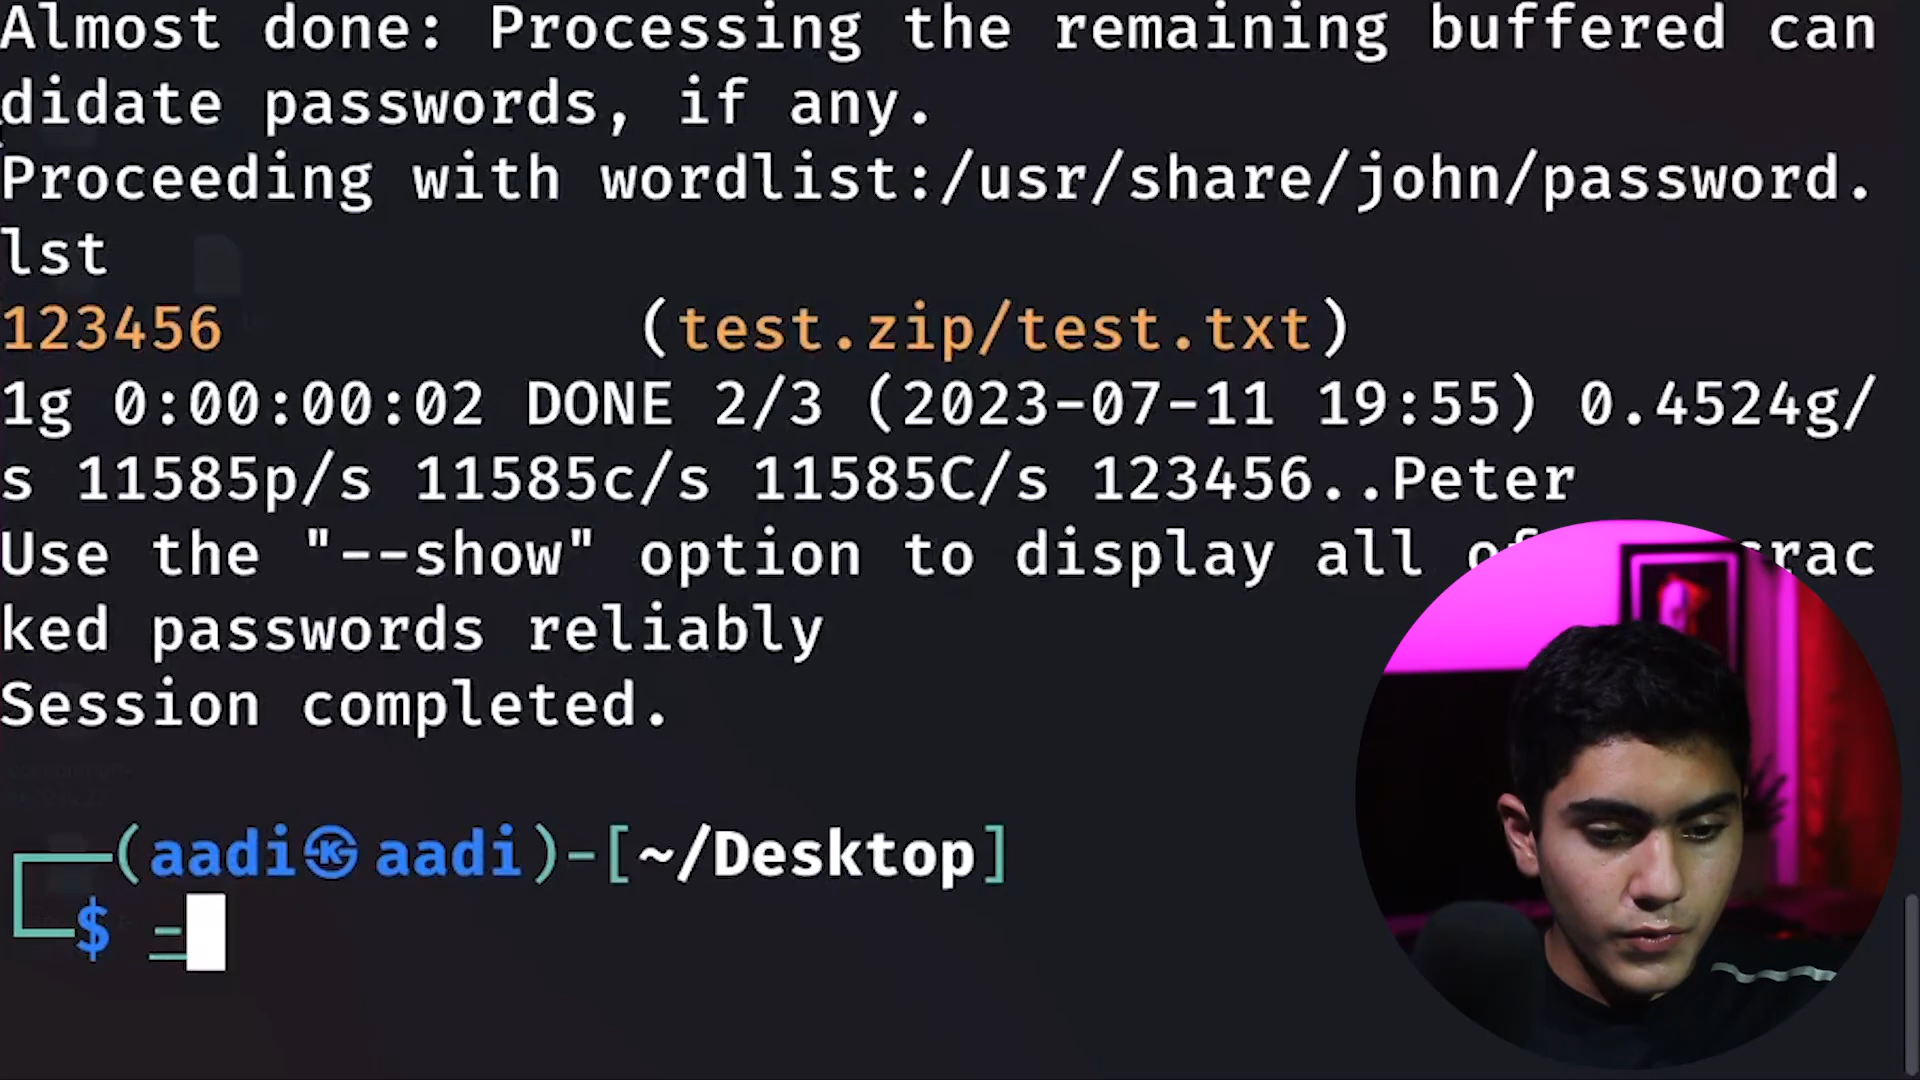 Almost done: Processing the remaining buffered can
didate passwords, if any.
Proceeding with wordlist:/usr/share/john/password.
lst
123456 (test.zip/test.txt)
1g 0:00:00:02 DONE 2/3 (2023-07-11 19:55) 0.4524g/
s 11585p/s 11585c/s 11585C/s 123456..Peter
Use the "--show" option to display all crac
ked passwords reliably
Session completed.
(aadi㉿aadi)-[~/Desktop]
$ -